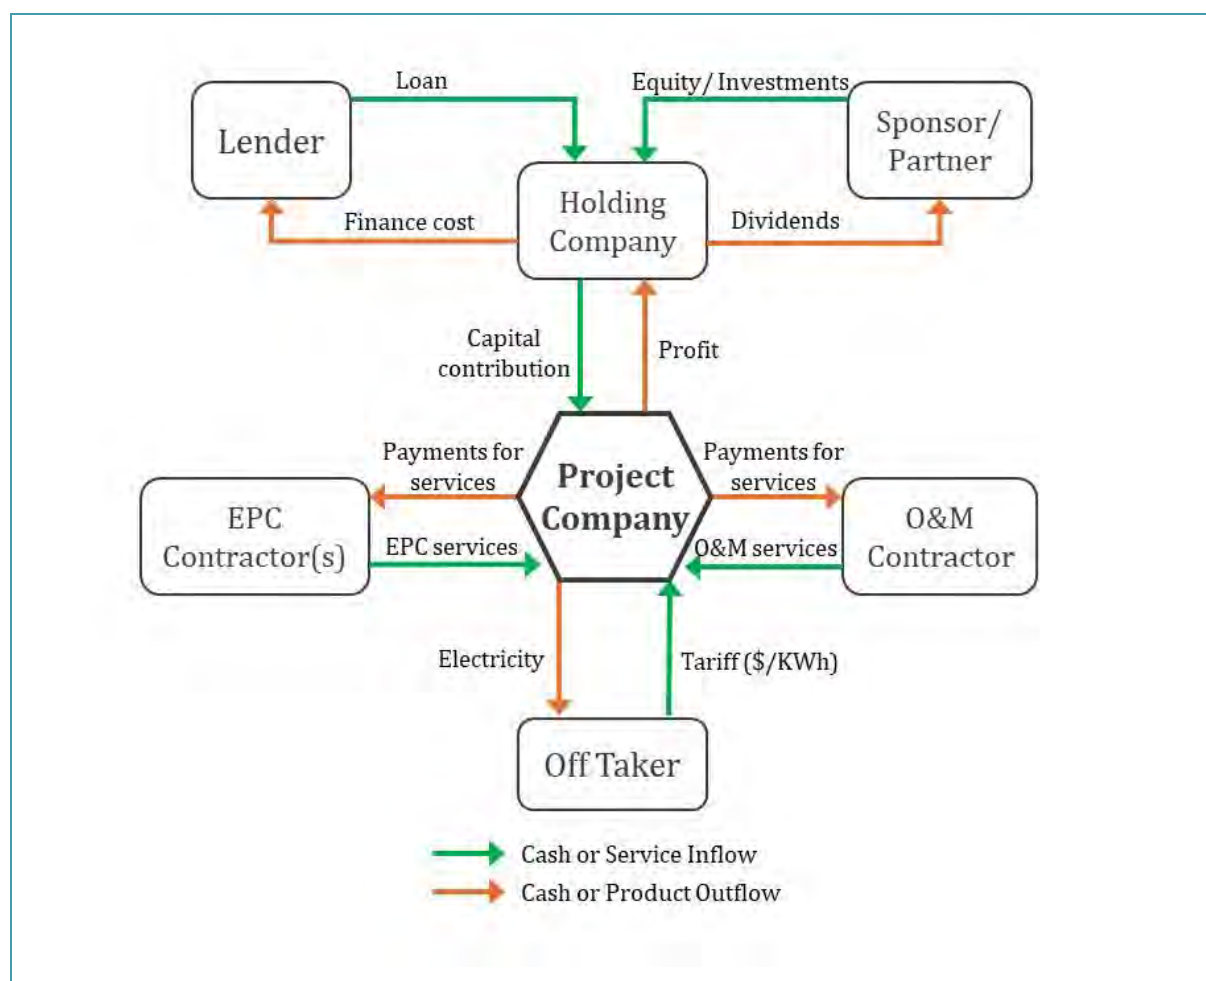 Loan
Equity/ Investments
Lender
Sponsor/
Partner
Holding
Company
Finance cost
Dividends
Capital
contribution
Profit
Payments for
services
Project
Company
Payments for
services
EPC
Contractor(s)
EPC services
O&M services
O&M
Contractor
Electricity
Tariff ($/KWh)
Off Taker
Cash or Service Inflow
Cash or Product Outflow